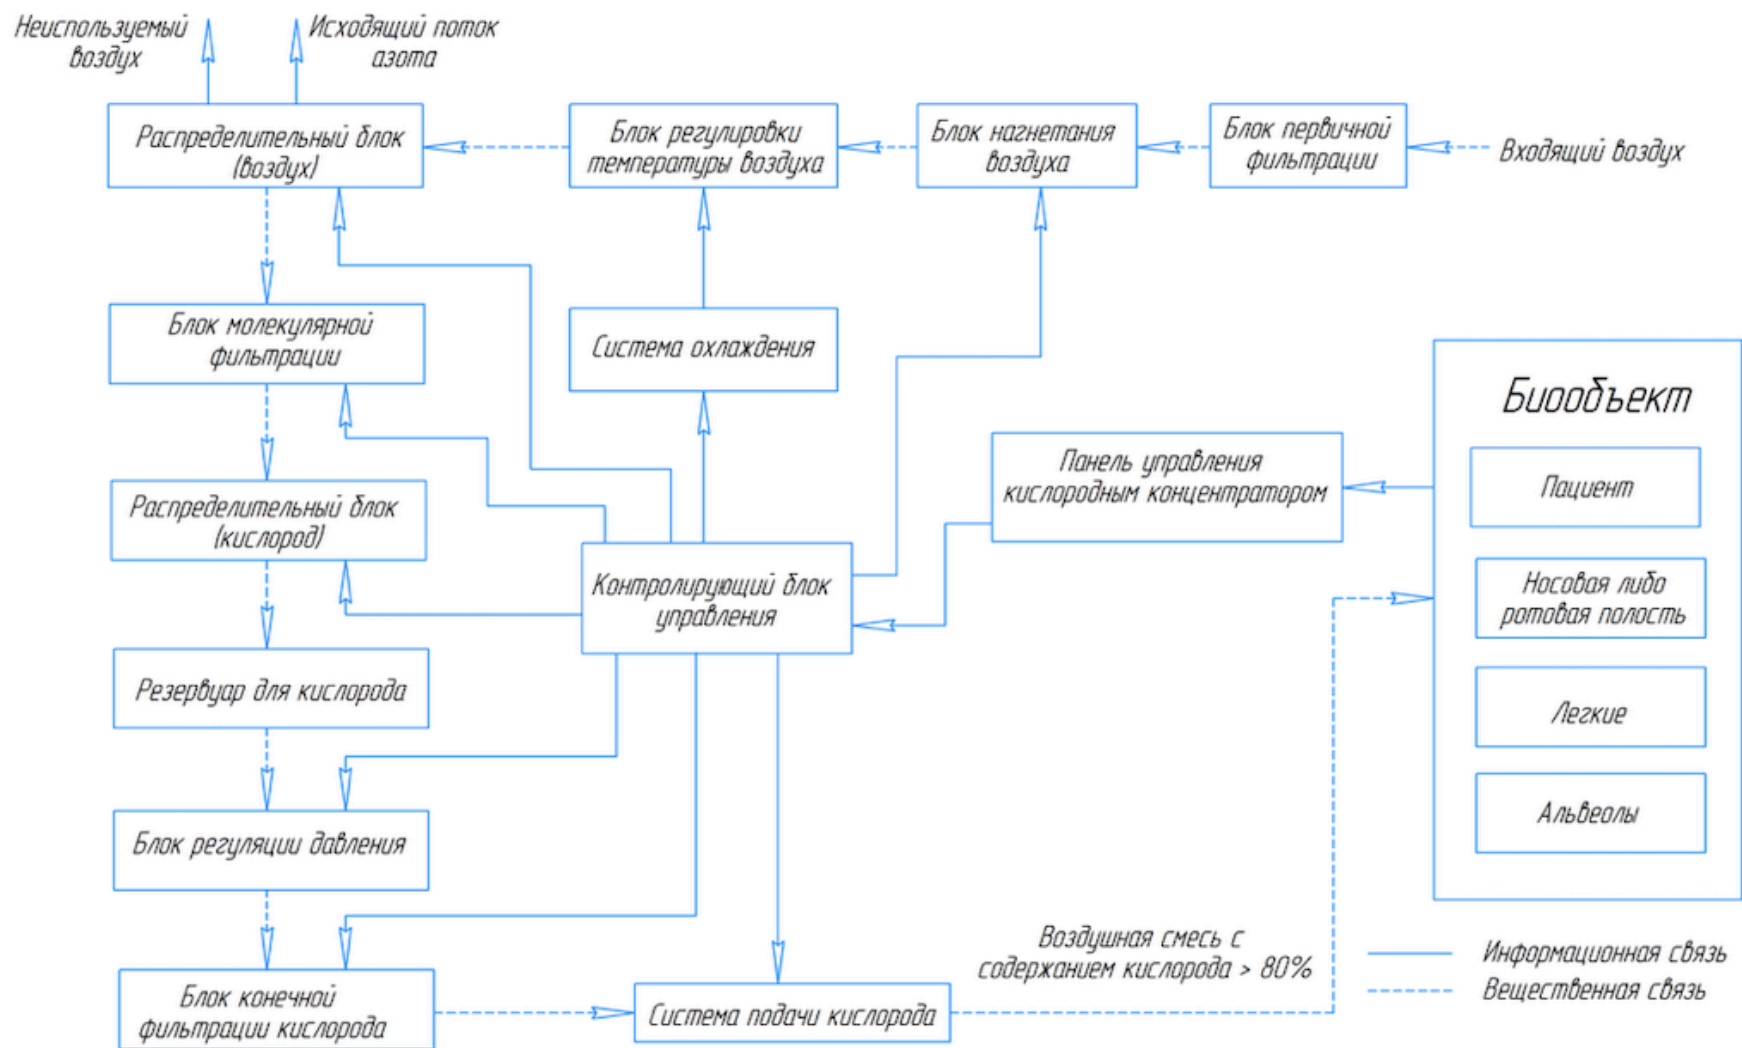 Неиспользуемый
воздух
Исходящий поток
азота
Распределительный блок
(воздух)
Блок регулировки
температуры воздуха
Блок нагнетания
воздуха
Блок первичной
фильтрации
Входящий воздух
Блок молекулярной
фильтрации
Система охлаждения
Биообъект
Панель управления
кислородным концентратором
Пациент
Распределительный блок
(кислород)
Контролирующий блок
управления
Носовая либо
ротовая полость
Резервуар для кислорода
Легкие
Блок регуляции давления
Альвеолы
Воздушная смесь с
содержанием кислорода > 80%
Информационная связь
Вещественная связь
Блок конечной
фильтрации кислорода
Система подачи кислорода